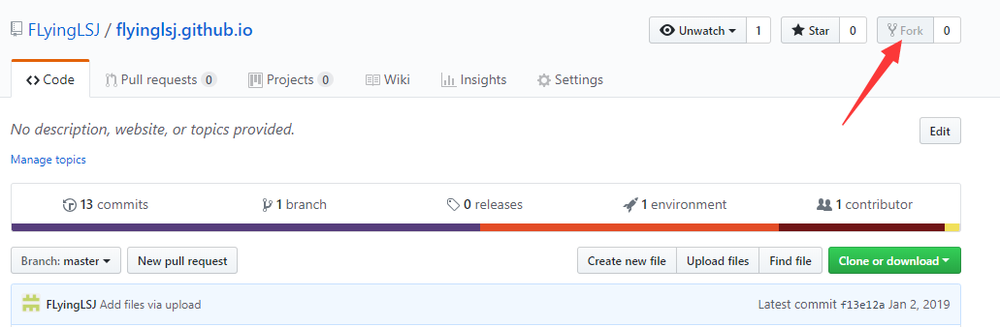 FLyingLSJ / flyinglsj.github.io Unwatch 1 Star 0 Fork 0
Code Pull requests 0 Projects 0 Wiki Insights Settings
No description, website, or topics provided. Edit
Manage topics
13 commits 1 branch 0 releases 1 environment 1 contributor
Branch: master New pull request Create new file Upload files Find file Clone or download
FLyingLSJ Add files via upload Latest commit f13e12a Jan 2, 2019